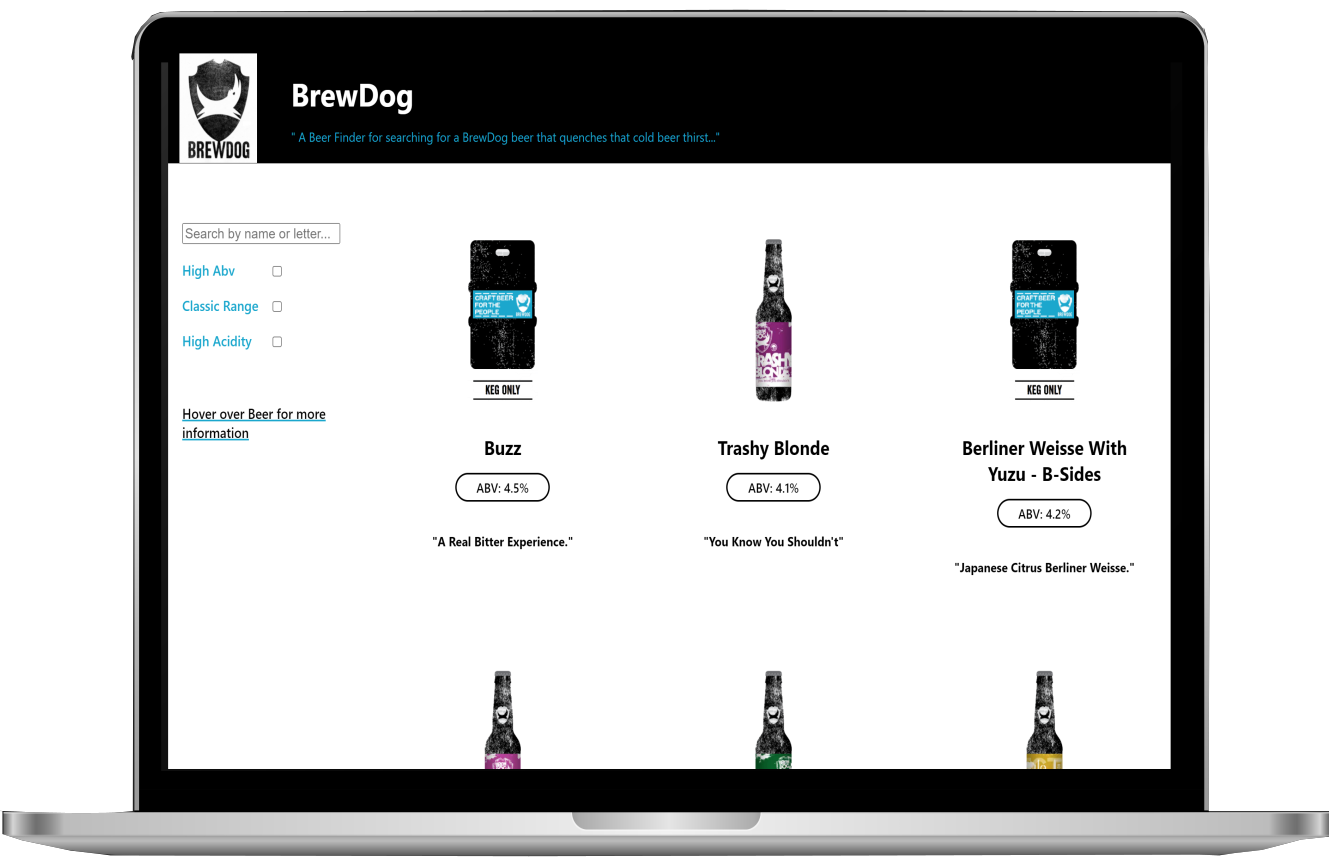 BREWDOG
BrewDog
" A Beer Finder for searching for a BrewDog beer that quenches that cold beer thirst..."
Search by name or letter...
High Abv
Classic Range
High Acidity
Hover over Beer for more
information
CRAFT BEER
FOR THE
PEOPLE
KEG ONLY
Buzz
ABV: 4.5%
"A Real Bitter Experience."
TRASHY
BLONDE
Trashy Blonde
ABV: 4.1%
"You Know You Shouldn't"
CRAFT BEER
FOR THE
PEOPLE
KEG ONLY
Berliner Weisse With
Yuzu - B-Sides
ABV: 4.2%
"Japanese Citrus Berliner Weisse."